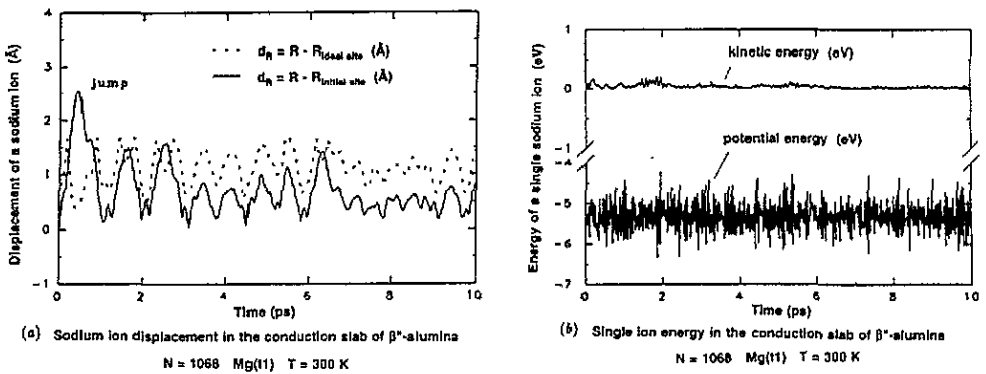 Displacement of a sodium ion (Å)
4
3
2
1
0
−1
jump
d_R = R - R_ideal site (Å)
d_R = R - R_initial site (Å)
0 2 4 6 8 10
Time (ps)
(a) Sodium ion displacement in the conduction slab of β"-alumina
N = 1068 Mg(t1) T = 300 K
Energy of a single sodium ion (eV)
1
0
−1
−4
−5
−6
−7
kinetic energy (eV)
potential energy (eV)
0 2 4 6 8 10
Time (ps)
(b) Single ion energy in the conduction slab of β"-alumina
N = 1068 Mg(t1) T = 300 K